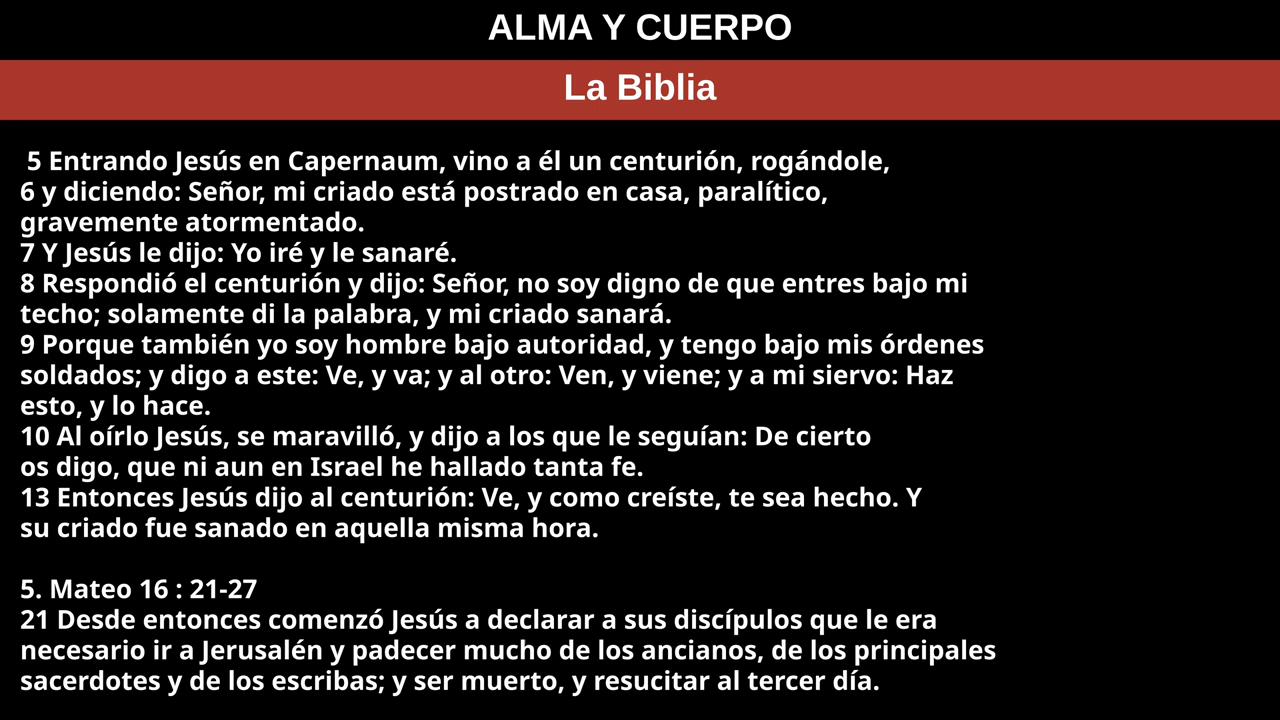 ALMA Y CUERPO
La Biblia
5 Entrando Jesús en Capernaum, vino a él un centurión, rogándole,
6 y diciendo: Señor, mi criado está postrado en casa, paralítico,
gravemente atormentado.
7 Y Jesús le dijo: Yo iré y le sanaré.
8 Respondió el centurión y dijo: Señor, no soy digno de que entres bajo mi
techo; solamente di la palabra, y mi criado sanará.
9 Porque también yo soy hombre bajo autoridad, y tengo bajo mis órdenes
soldados; y digo a este: Ve, y va; y al otro: Ven, y viene; y a mi siervo: Haz
esto, y lo hace.
10 Al oírlo Jesús, se maravilló, y dijo a los que le seguían: De cierto
os digo, que ni aun en Israel he hallado tanta fe.
13 Entonces Jesús dijo al centurión: Ve, y como creíste, te sea hecho. Y
su criado fue sanado en aquella misma hora.
5. Mateo 16 : 21-27
21 Desde entonces comenzó Jesús a declarar a sus discípulos que le era
necesario ir a Jerusalén y padecer mucho de los ancianos, de los principales
sacerdotes y de los escribas; y ser muerto, y resucitar al tercer día.